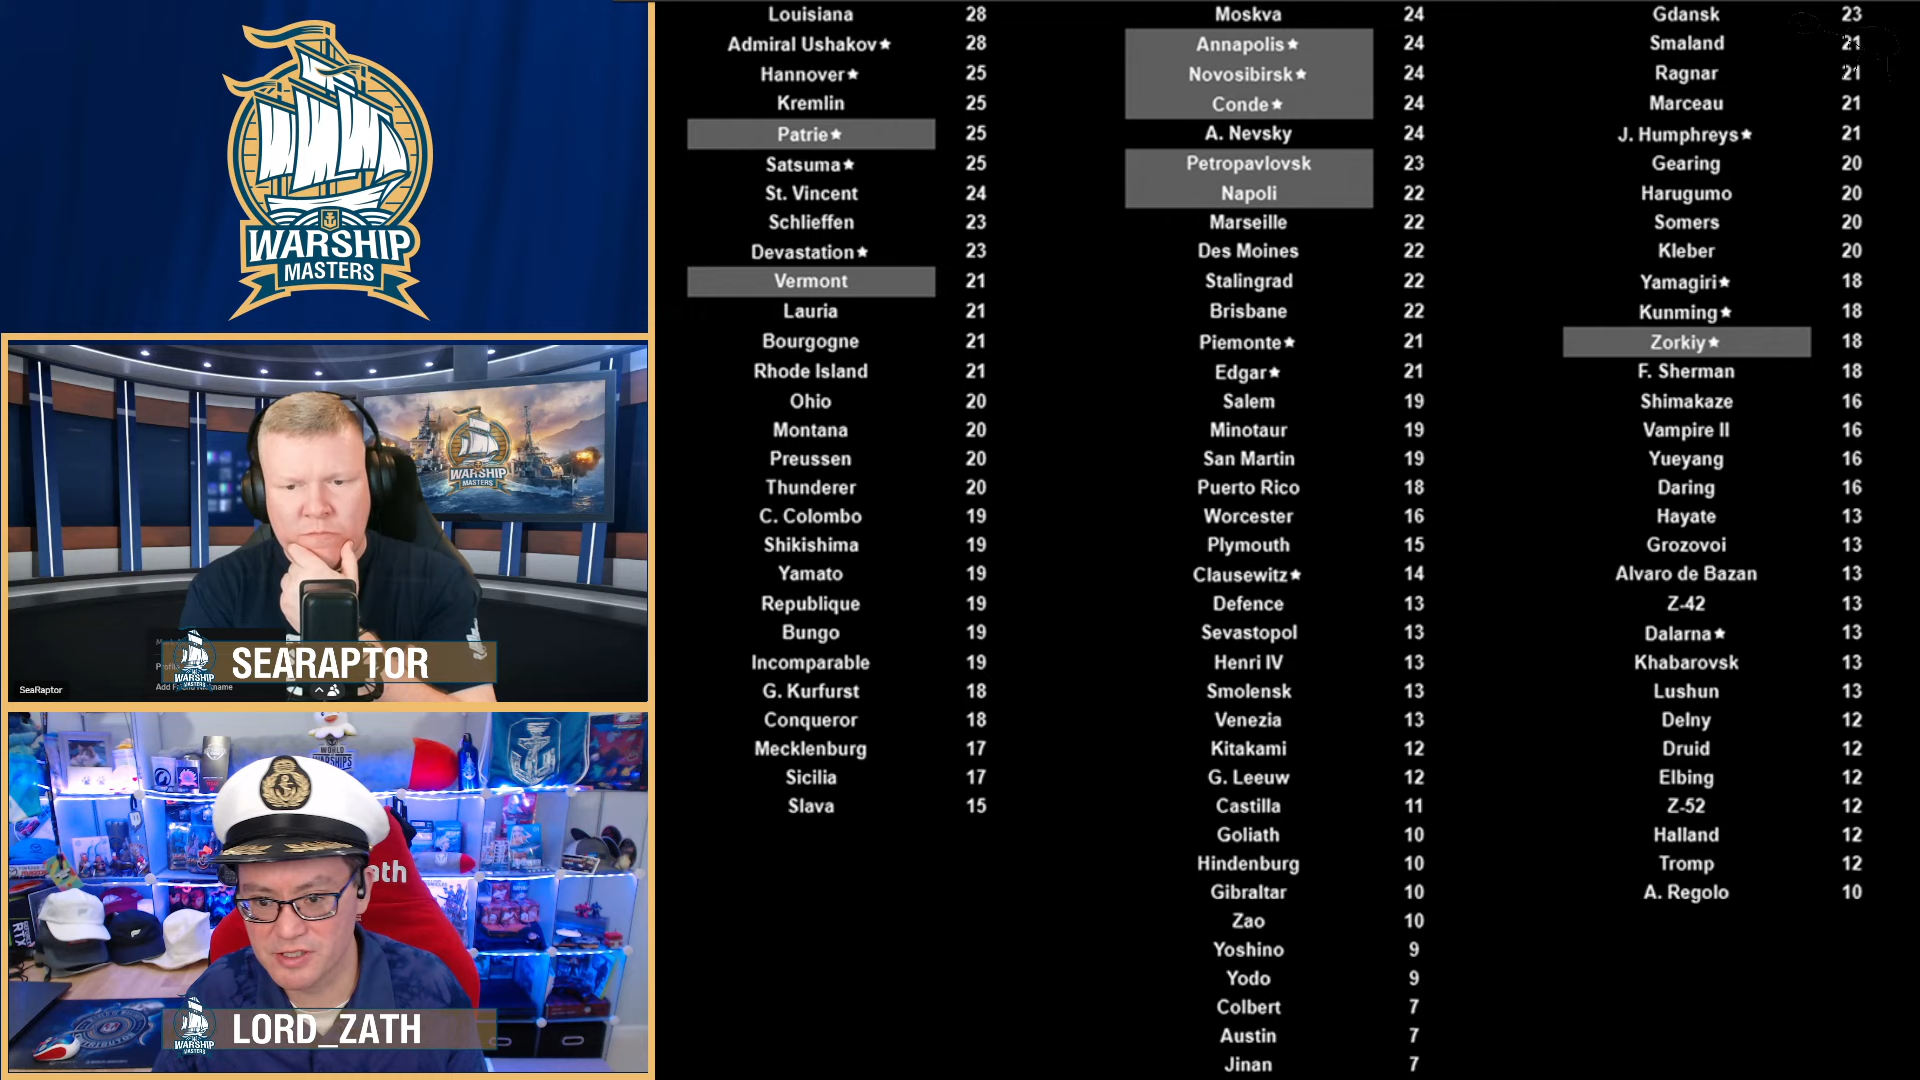 WARSHIP
MASTERS
WARSHIP
MASTERS
SeaRaptor
WARSHIP
MASTERS
SEARAPTOR
WORLD
WARSHIPS
ath
RTX
WARSHIP
MASTERS
LORD_ZATH
Louisiana 28
Admiral Ushakov★ 28
Hannover★ 25
Kremlin 25
Patrie★ 25
Satsuma★ 25
St. Vincent 24
Schlieffen 23
Devastation★ 23
Vermont 21
Lauria 21
Bourgogne 21
Rhode Island 21
Ohio 20
Montana 20
Preussen 20
Thunderer 20
C. Colombo 19
Shikishima 19
Yamato 19
Republique 19
Bungo 19
Incomparable 19
G. Kurfurst 18
Conqueror 18
Mecklenburg 17
Sicilia 17
Slava 15
Moskva 24
Annapolis★ 24
Novosibirsk★ 24
Conde★ 24
A. Nevsky 24
Petropavlovsk 23
Napoli 22
Marseille 22
Des Moines 22
Stalingrad 22
Brisbane 22
Piemonte★ 21
Edgar★ 21
Salem 19
Minotaur 19
San Martin 19
Puerto Rico 18
Worcester 16
Plymouth 15
Clausewitz★ 14
Defence 13
Sevastopol 13
Henri IV 13
Smolensk 13
Venezia 13
Kitakami 12
G. Leeuw 12
Castilla 11
Goliath 10
Hindenburg 10
Gibraltar 10
Zao 10
Yoshino 9
Yodo 9
Colbert 7
Austin 7
Jinan 7
Gdansk 23
Smaland 21
Ragnar 21
Marceau 21
J. Humphreys★ 21
Gearing 20
Harugumo 20
Somers 20
Kleber 20
Yamagiri★ 18
Kunming★ 18
Zorkiy★ 18
F. Sherman 18
Shimakaze 16
Vampire II 16
Yueyang 16
Daring 16
Hayate 13
Grozovoi 13
Alvaro de Bazan 13
Z-42 13
Dalarna★ 13
Khabarovsk 13
Lushun 13
Delny 12
Druid 12
Elbing 12
Z-52 12
Halland 12
Tromp 12
A. Regolo 10